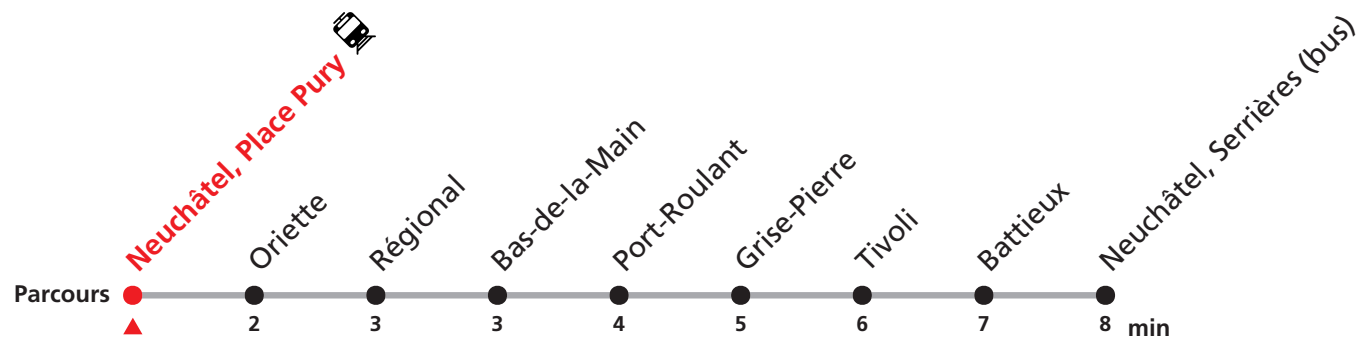 Neuchâtel, Place Pury
Oriette
Régional
Bas-de-la-Main
Port-Roulant
Grise-Pierre
Tivoli
Battieux
Neuchâtel, Serrières (bus)
Parcours
2 3 3 4 5 6 7 8 min